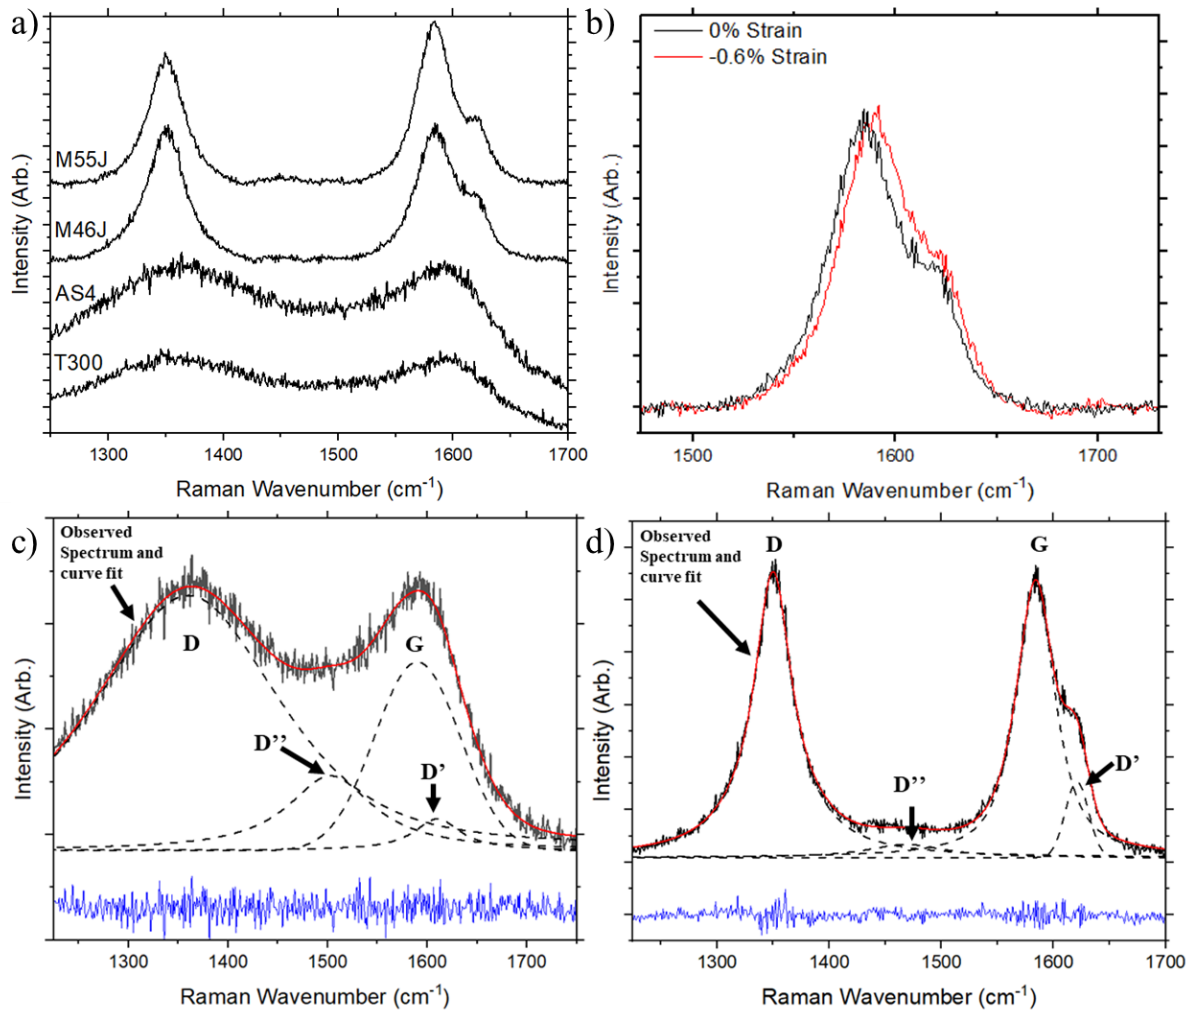 a)
M55J
M46J
AS4
T300
Intensity (Arb.)
1300 1400 1500 1600 1700
Raman Wavenumber (cm-1)
b)
0% Strain
-0.6% Strain
Intensity (Arb.)
1500 1600 1700
Raman Wavenumber (cm-1)
c)
Observed
Spectrum and
curve fit
D
G
D’’
D’
Intensity (Arb.)
1300 1400 1500 1600 1700
Raman Wavenumber (cm-1)
d)
Observed
Spectrum and
curve fit
D
G
D’’
D’
Intensity (Arb.)
1300 1400 1500 1600 1700
Raman Wavenumber (cm-1)